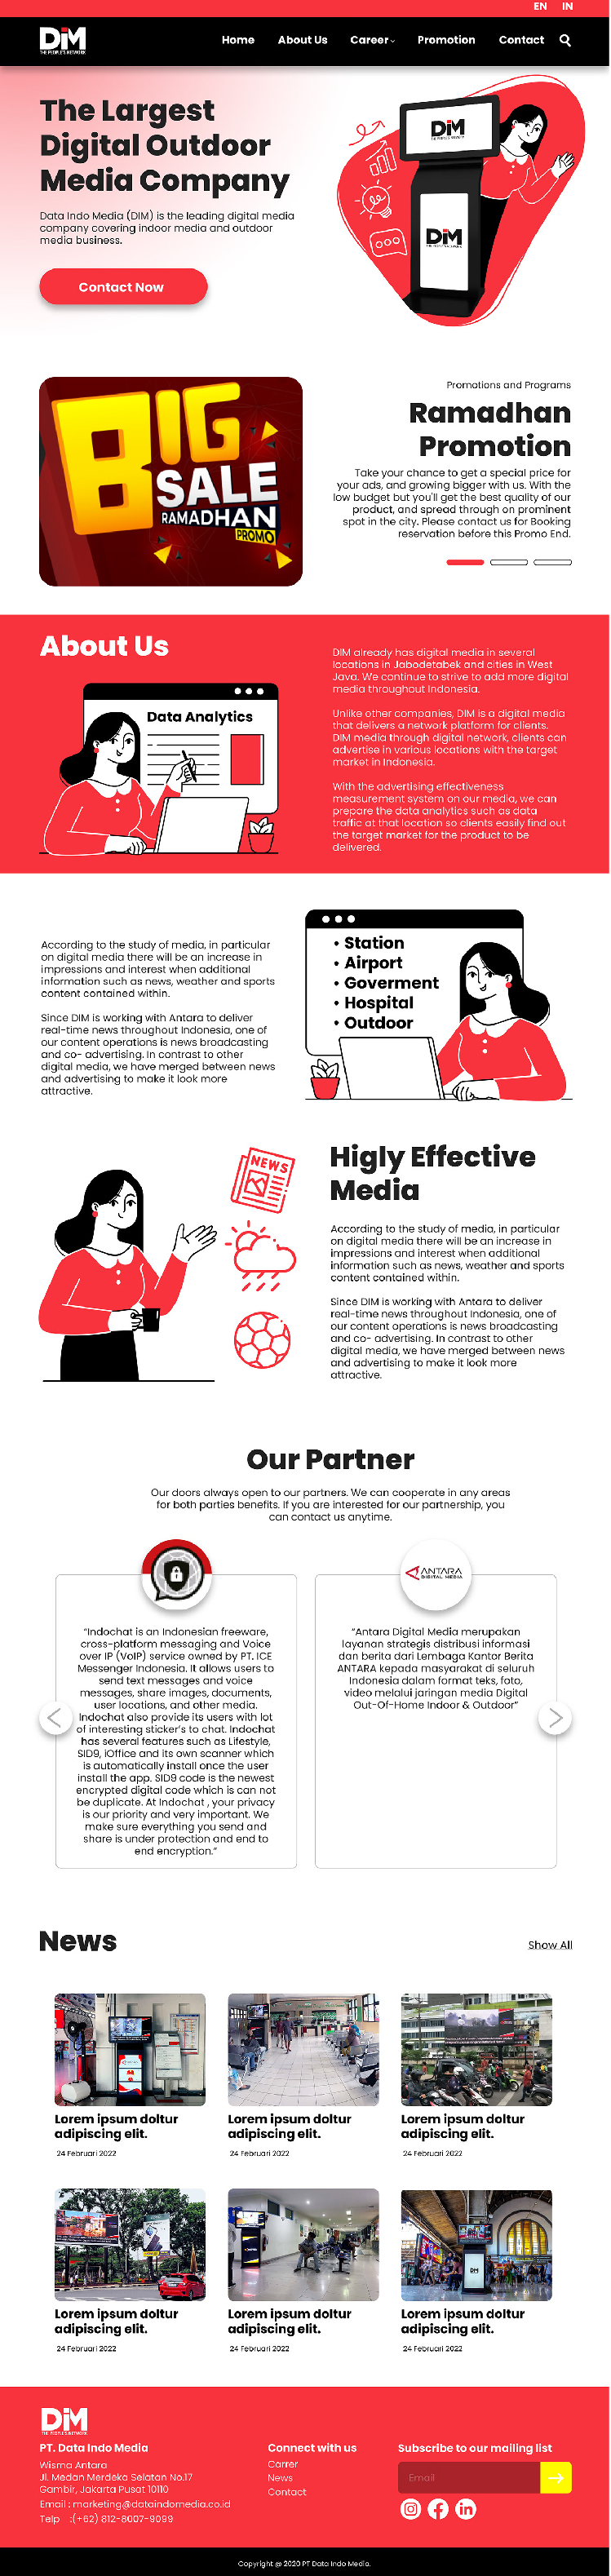 EN IN
DiM
THE PEOPLE'S NETWORK
Home About Us Career Promotion Contact
The Largest
Digital Outdoor
Media Company
Data Indo Media (DIM) is the leading digital media
company covering indoor media and outdoor
media business.
Contact Now
DiM
DiM
BIG
SALE
RAMADHAN
PROMO
Promotions and Programs
Ramadhan
Promotion
Take your chance to get a special price for
your ads, and growing bigger with us. With the
low budget but you'll get the best quality of our
product, and spread through on prominent
spot in the city. Please contact us for Booking
reservation before this Promo End.
About Us
Data Analytics
DIM already has digital media in several
locations in Jabodetabek and cities in West
Java. We continue to strive to add more digital
media throughout Indonesia.
Unlike other companies, DIM is a digital media
that delivers a network platform for clients.
DIM media through digital network, clients can
advertise in various locations with the target
market in Indonesia.
With the advertising effectiveness
measurement system on our media, we can
prepare the data analytics such as data
traffic at that location so clients easily find out
the target market for the product to be
delivered.
According to the study of media, in particular
on digital media there will be an increase in
impressions and interest when additional
information such as news, weather and sports
content contained within.
Since DIM is working with Antara to deliver
real-time news throughout Indonesia, one of
our content operations is news broadcasting
and co- advertising. In contrast to other
digital media, we have merged between news
and advertising to make it look more
attractive.
• Station
• Airport
• Goverment
• Hospital
• Outdoor
NEWS
Higly Effective
Media
According to the study of media, in particular
on digital media there will be an increase in
impressions and interest when additional
information such as news, weather and sports
content contained within.
Since DIM is working with Antara to deliver
real-time news throughout Indonesia, one of
our content operations is news broadcasting
and co- advertising. In contrast to other
digital media, we have merged between news
and advertising to make it look more
attractive.
Our Partner
Our doors always open to our partners. We can cooperate in any areas
for both parties benefits. If you are interested for our partnership, you
can contact us anytime.
"Indochat is an Indonesian freeware,
cross-platform messaging and Voice
over IP (VoIP) service owned by PT. ICE
Messenger Indonesia. It allows users to
send text messages and voice
messages, share images, documents,
user locations, and other media.
Indochat also provide its users with lot
of interesting sticker's to chat. Indochat
has several features such as Lifestyle,
SID9, iOffice and its own scanner which
is automatically install once the user
install the app. SID9 code is the newest
encrypted digital code which is can not
be duplicate. At Indochat , your privacy
is our priority and very important. We
make sure everything you send and
share is under protection and end to
end encryption."
ANTARA
DIGITAL MEDIA
"Antara Digital Media merupakan
layanan strategis distribusi informasi
dan berita dari Lembaga Kantor Berita
ANTARA kepada masyarakat di seluruh
Indonesia dalam format teks, foto,
video melalui jaringan media Digital
Out-Of-Home Indoor & Outdoor"
News
Show All
Lorem ipsum doltur
adipiscing elit.
24 Februari 2022
Lorem ipsum doltur
adipiscing elit.
24 Februari 2022
Lorem ipsum doltur
adipiscing elit.
24 Februari 2022
Lorem ipsum doltur
adipiscing elit.
24 Februari 2022
Lorem ipsum doltur
adipiscing elit.
24 Februari 2022
Lorem ipsum doltur
adipiscing elit.
24 Februari 2022
DiM
THE PEOPLE'S NETWORK
PT. Data Indo Media
Wisma Antara
Jl. Medan Merdeka Selatan No.17
Gambir, Jakarta Pusat 10110
Email : marketing@dataindomedia.co.id
Telp :(+62) 812-8007-9099
Connect with us
Carrer
News
Contact
Subscribe to our mailing list
Email
Copyright @ 2020 PT Data Indo Media.